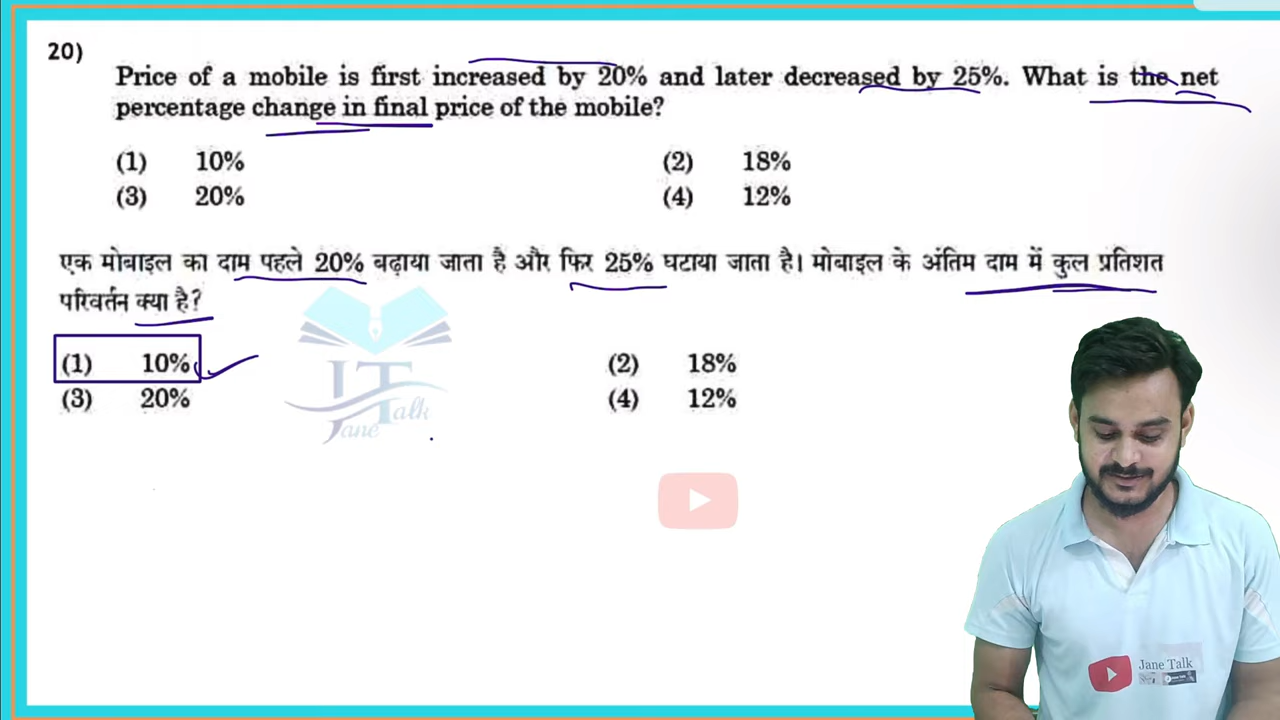 20)
Price of a mobile is first increased by 20% and later decreased by 25%. What is the net
percentage change in final price of the mobile?
(1) 10% (2) 18%
(3) 20% (4) 12%
एक मोबाइल का दाम पहले 20% बढ़ाया जाता है और फिर 25% घटाया जाता है। मोबाइल के अंतिम दाम में कुल प्रतिशत
परिवर्तन क्या है?
(1) 10% (2) 18%
(3) 20% (4) 12%
JT
Jane Talk
Jane Talk